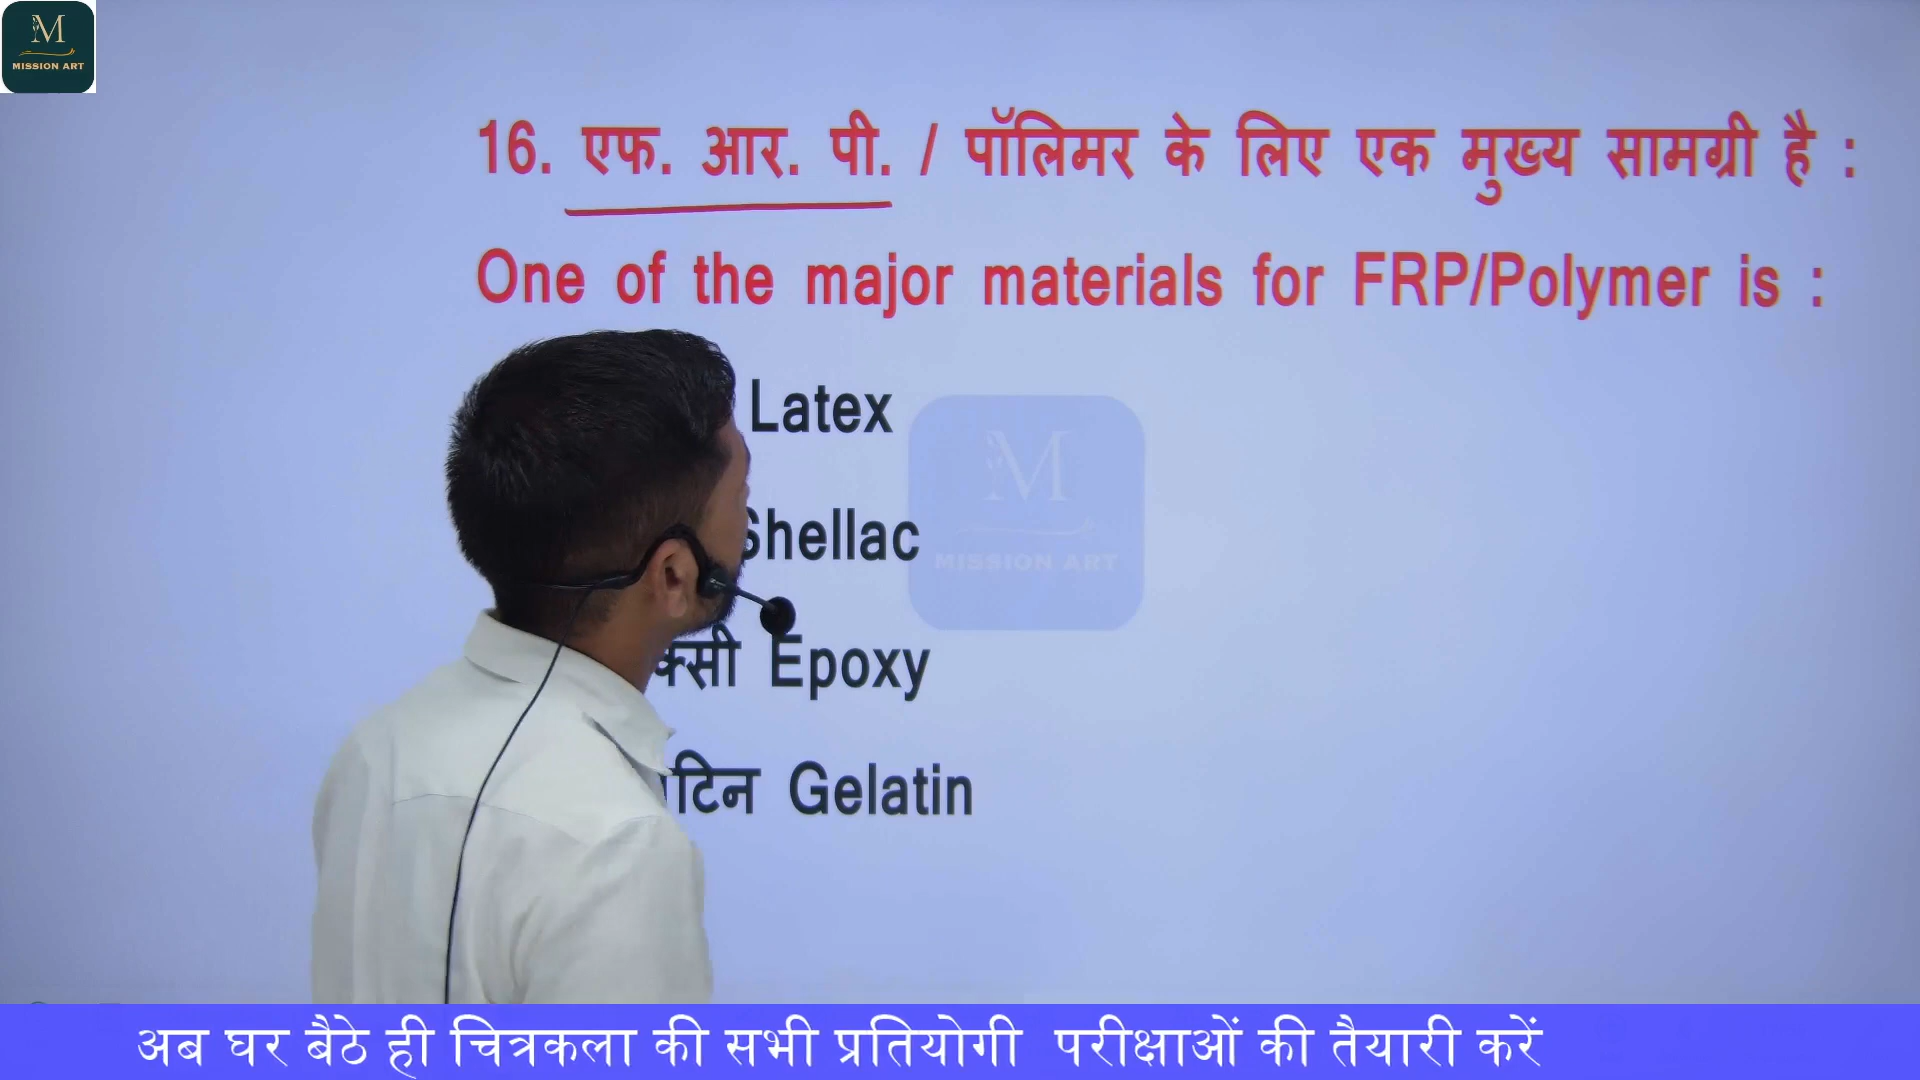 M
MISSION ART
16. एफ. आर. पी. / पॉलिमर के लिए एक मुख्य सामग्री है :
One of the major materials for FRP/Polymer is :
Latex
Shellac
Epoxy
Gelatin
M
MISSION ART
अब घर बैठे ही चित्रकला की सभी प्रतियोगी परीक्षाओं की तैयारी करें